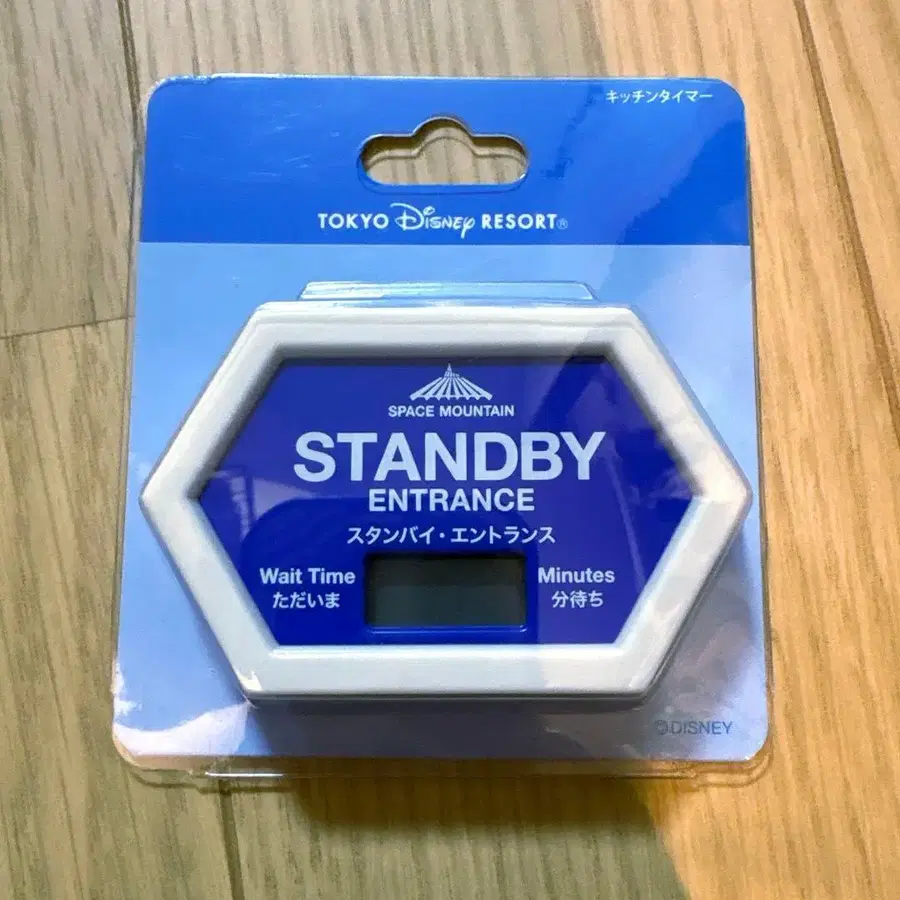 キッチンタイマー
TOKYO Disney RESORT®
SPACE MOUNTAIN
STANDBY
ENTRANCE
スタンバイ・エントランス
Wait Time
ただいま
Minutes
分待ち
©DISNEY